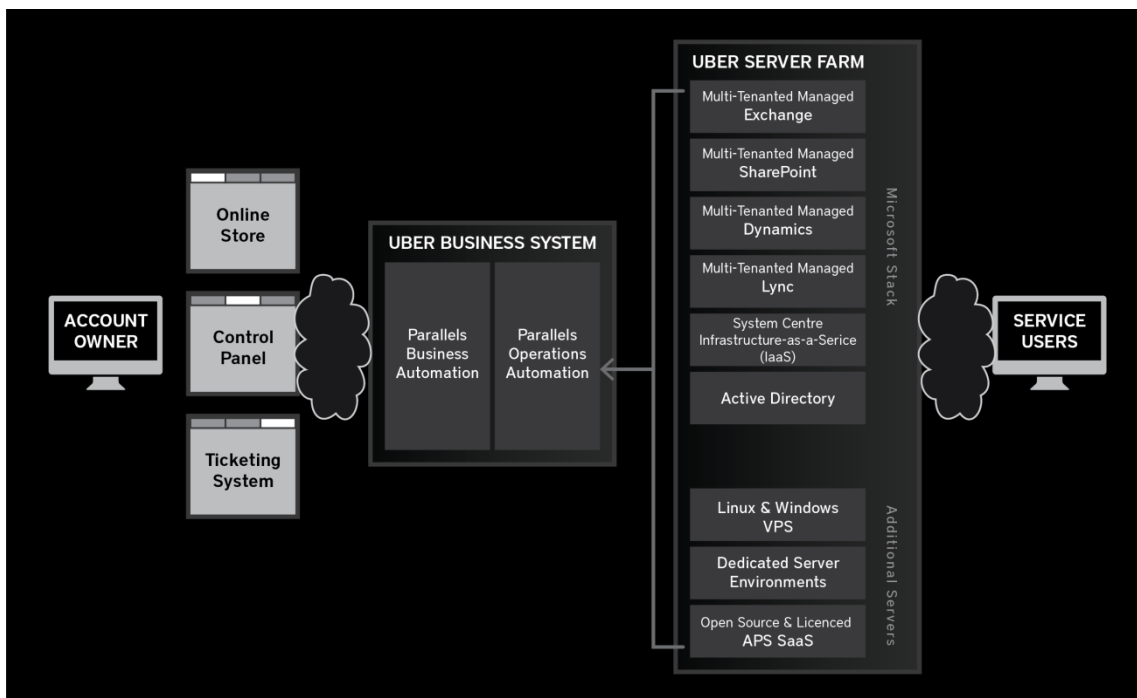 ACCOUNT
OWNER
Online
Store
Control
Panel
Ticketing
System
UBER BUSINESS SYSTEM
Parallels
Business
Automation
Parallels
Operations
Automation
UBER SERVER FARM
Multi-Tenanted Managed
Exchange
Multi-Tenanted Managed
SharePoint
Multi-Tenanted Managed
Dynamics
Multi-Tenanted Managed
Lync
System Centre
Infrastructure-as-a-Serice
(IaaS)
Active Directory
Microsoft Stack
Linux & Windows
VPS
Dedicated Server
Environments
Open Source & Licenced
APS SaaS
Additional Servers
SERVICE
USERS